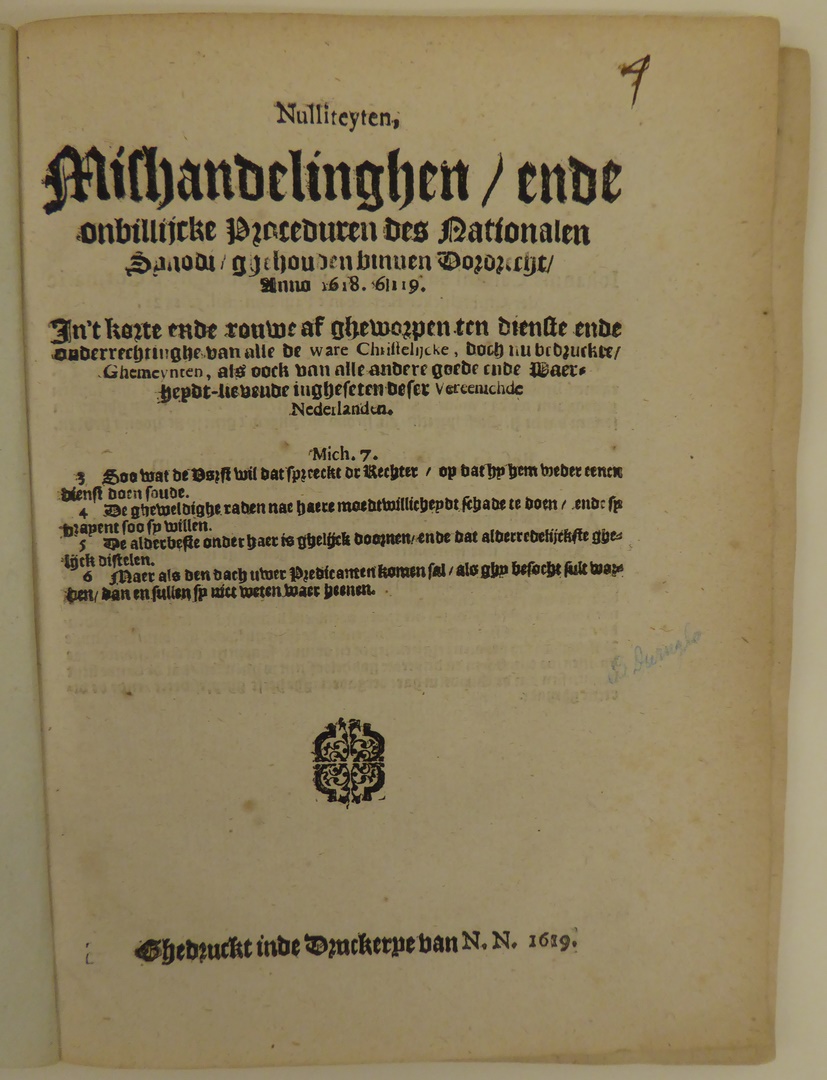 4
Nulliteyten,
Mishandelinghen / ende
onbillijcke Proceduren des Nationalen
Synodi / ghehouden binnen Dordrecht /
Anno 1618. 6n 19.
In't korte ende rouwe af gheworpen ten dienste ende
onderrechtinghe van alle de ware Christelijcke, doch nu bedruckte /
Ghemeynten, als oock van alle andere goede ende Waer-
heydt-lievende ingheseten deser Vereenichde
Nederlanden.
Mich. 7.
3 Soo wat de Vorst wil dat spreeckt de Rechter / op dat hy hem weder eenen
dienst doen soude.
4 De gheweldighe raden nae haere moedtwillicheydt schade te doen / ende sy
drayent soo sy willen.
5 De alderbeste onder haer is ghelijck doornen / ende dat alderredelijckste ghe-
lijck distelen.
6 Maer als den dach uwer Predicanten komen sal / als ghy besocht sult wor-
den / dan en sullen sy niet weten waer heenen.
Ghedruckt inde Druckerye van N. N. 1619.